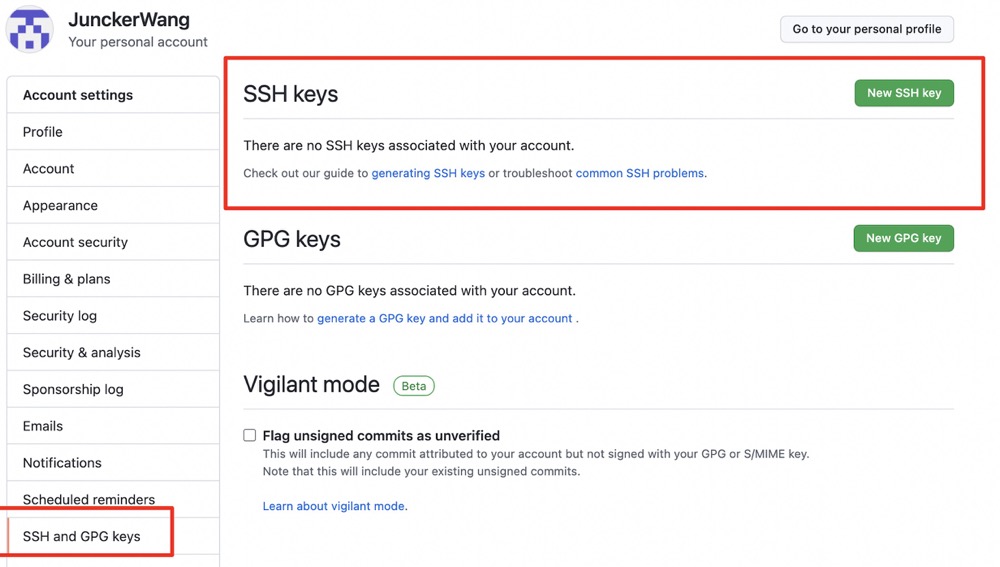 JunckerWang
Your personal account
Go to your personal profile
Account settings
Profile
Account
Appearance
Account security
Billing & plans
Security log
Security & analysis
Sponsorship log
Emails
Notifications
Scheduled reminders
SSH and GPG keys
SSH keys
New SSH key
There are no SSH keys associated with your account.
Check out our guide to generating SSH keys or troubleshoot common SSH problems.
GPG keys
New GPG key
There are no GPG keys associated with your account.
Learn how to generate a GPG key and add it to your account .
Vigilant mode Beta
Flag unsigned commits as unverified
This will include any commit attributed to your account but not signed with your GPG or S/MIME key.
Note that this will include your existing unsigned commits.
Learn about vigilant mode.